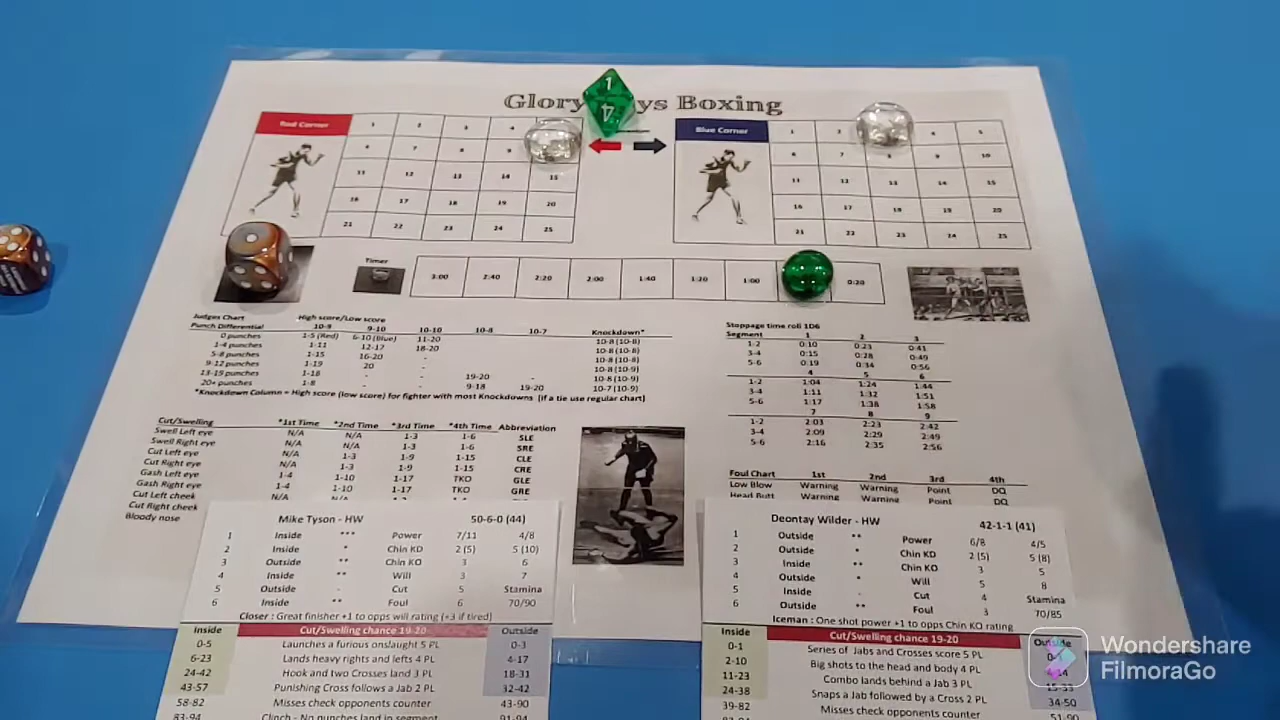 Glory ys Boxing
Red Corner
1 2 3 4
6 7 8 9
11 12 13 14 15
16 17 18 19 20
21 22 23 24 25
Blue Corner
1 2 4 5
6 7 8 9 10
11 12 13 14 15
16 17 18 19 20
21 22 23 24 25
Timer
3:00 2:40 2:20 2:00 1:40 1:20 1:00 0:20
Judges Chart High score/Low score
Punch Differential 10-9 9-10 10-10 10-8 10-7 Knockdown*
0 punches 1-5 (Red) 6-10 (Blue) 11-20 10-8 (10-8)
1-4 punches 1-11 12-17 18-20 10-8 (10-8)
5-8 punches 1-15 16-20 - 10-8 (10-8)
9-12 punches 1-19 20 - 10-8 (10-9)
13-19 punches 1-18 - - 19-20 - 10-8 (10-9)
20+ punches 1-8 - - 9-18 19-20 10-7 (10-9)
*Knockdown Column = High score (low score) for fighter with most Knockdowns (if a tie use regular chart)
Stoppage time roll 1D6
Segment 1 2 3
1-2 0:10 0:23 0:41
3-4 0:15 0:28 0:49
5-6 0:19 0:34 0:56
4 5 6
1-2 1:04 1:24 1:44
3-4 1:11 1:32 1:51
5-6 1:17 1:38 1:58
7 8 9
1-2 2:03 2:23 2:42
3-4 2:09 2:29 2:49
5-6 2:16 2:35 2:56
Cut/Swelling *1st Time *2nd Time *3rd Time *4th Time Abbreviation
Swell Left eye N/A N/A 1-3 1-6 SLE
Swell Right eye N/A N/A 1-3 1-6 SRE
Cut Left eye N/A 1-3 1-9 1-15 CLE
Cut Right eye N/A 1-3 1-9 1-15 CRE
Gash Left eye 1-4 1-10 1-17 TKO GLE
Gash Right eye 1-4 1-10 1-17 TKO GRE
Cut Left cheek N/A
Cut Right cheek
Bloody nose
Foul Chart 1st 2nd 3rd 4th
Low Blow Warning Warning Point DQ
Head Butt Warning Warning Point DQ
Mike Tyson - HW 50-6-0 (44)
1 Inside *** Power 7/11 4/8
2 Inside * Chin KD 2 (5) 5 (10)
3 Outside ** Chin KO 3 6
4 Inside ** Will 3 7
5 Outside - Cut 5 Stamina
6 Inside ** Foul 6 70/90
Closer : Great finisher +1 to opps will rating (+3 if tired)
Inside Cut/Swelling chance 19-20 Outside
0-5 Launches a furious onslaught 5 PL 0-3
6-23 Lands heavy rights and lefts 4 PL 4-17
24-42 Hook and two Crosses land 3 PL 18-31
43-57 Punishing Cross follows a Jab 2 PL 32-42
58-82 Misses check opponents counter 43-90
83-94 Clinch - No punches land in segment 91-94
Deontay Wilder - HW 42-1-1 (41)
1 Outside ** Power 6/8 4/5
2 Outside * Chin KD 2 (5) 5 (8)
3 Inside ** Chin KO 3 5
4 Outside * Will 5 8
5 Inside - Cut 4 Stamina
6 Outside ** Foul 3 70/85
Iceman : One shot power +1 to opps Chin KO rating
Inside Cut/Swelling chance 19-20 Outside
0-1 Series of Jabs and Crosses score 5 PL
2-10 Big shots to the head and body 4 PL
11-23 Combo lands behind a Jab 3 PL 15-33
24-38 Snaps a Jab followed by a Cross 2 PL 34-50
39-82 Misses check opponents counter 51-90
Wondershare
FilmoraGo